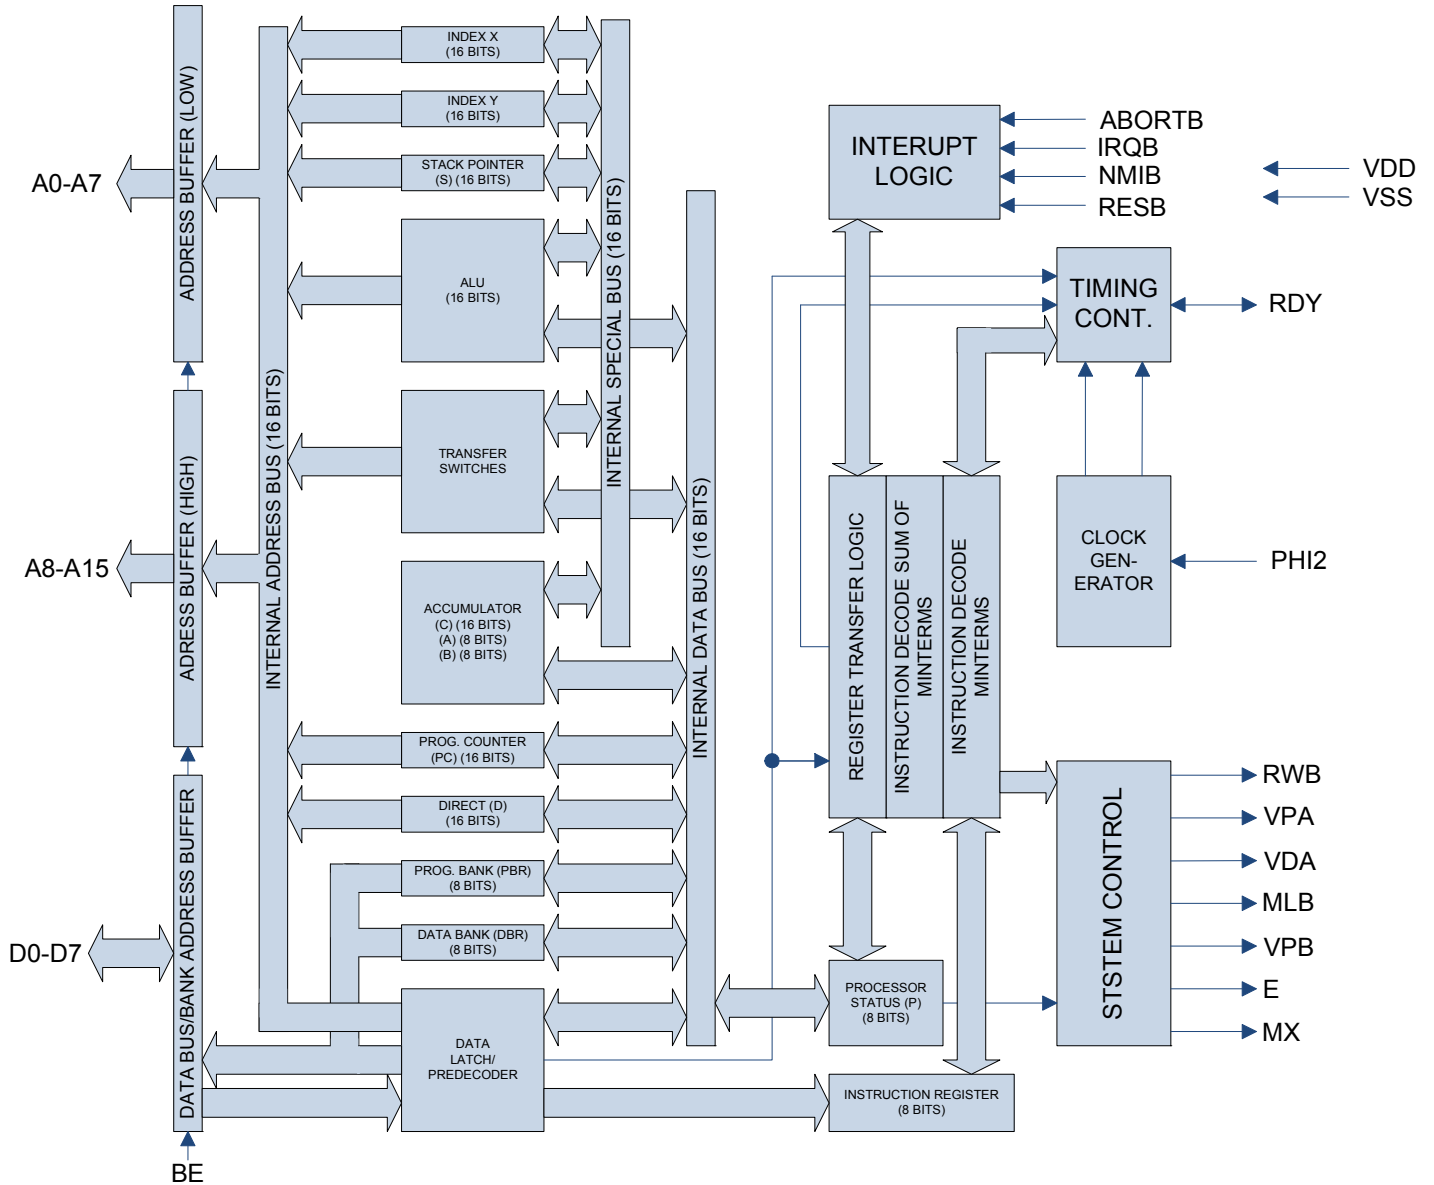 A0-A7
A8-A15
D0-D7
BE
ADDRESS BUFFER (LOW)
ADRESS BUFFER (HIGH)
DATA BUS/BANK ADDRESS BUFFER
INTERNAL ADDRESS BUS (16 BITS)
INDEX X
(16 BITS)
INDEX Y
(16 BITS)
STACK POINTER
(S) (16 BITS)
ALU
(16 BITS)
TRANSFER
SWITCHES
ACCUMULATOR
(C) (16 BITS)
(A) (8 BITS)
(B) (8 BITS)
PROG. COUNTER
(PC) (16 BITS)
DIRECT (D)
(16 BITS)
PROG. BANK (PBR)
(8 BITS)
DATA BANK (DBR)
(8 BITS)
DATA
LATCH/
PREDECODER
INTERNAL SPECIAL BUS (16 BITS)
INTERNAL DATA BUS (16 BITS)
INTERUPT
LOGIC
ABORTB
IRQB
NMIB
RESB
VDD
VSS
TIMING
CONT.
RDY
CLOCK
GEN-
ERATOR
PHI2
REGISTER TRANSFER LOGIC
INSTRUCTION DECODE SUM OF
MINTERMS
INSTRUCTION DECODE
MINTERMS
STSTEM CONTROL
RWB
VPA
VDA
MLB
VPB
E
MX
PROCESSOR
STATUS (P)
(8 BITS)
INSTRUCTION REGISTER
(8 BITS)